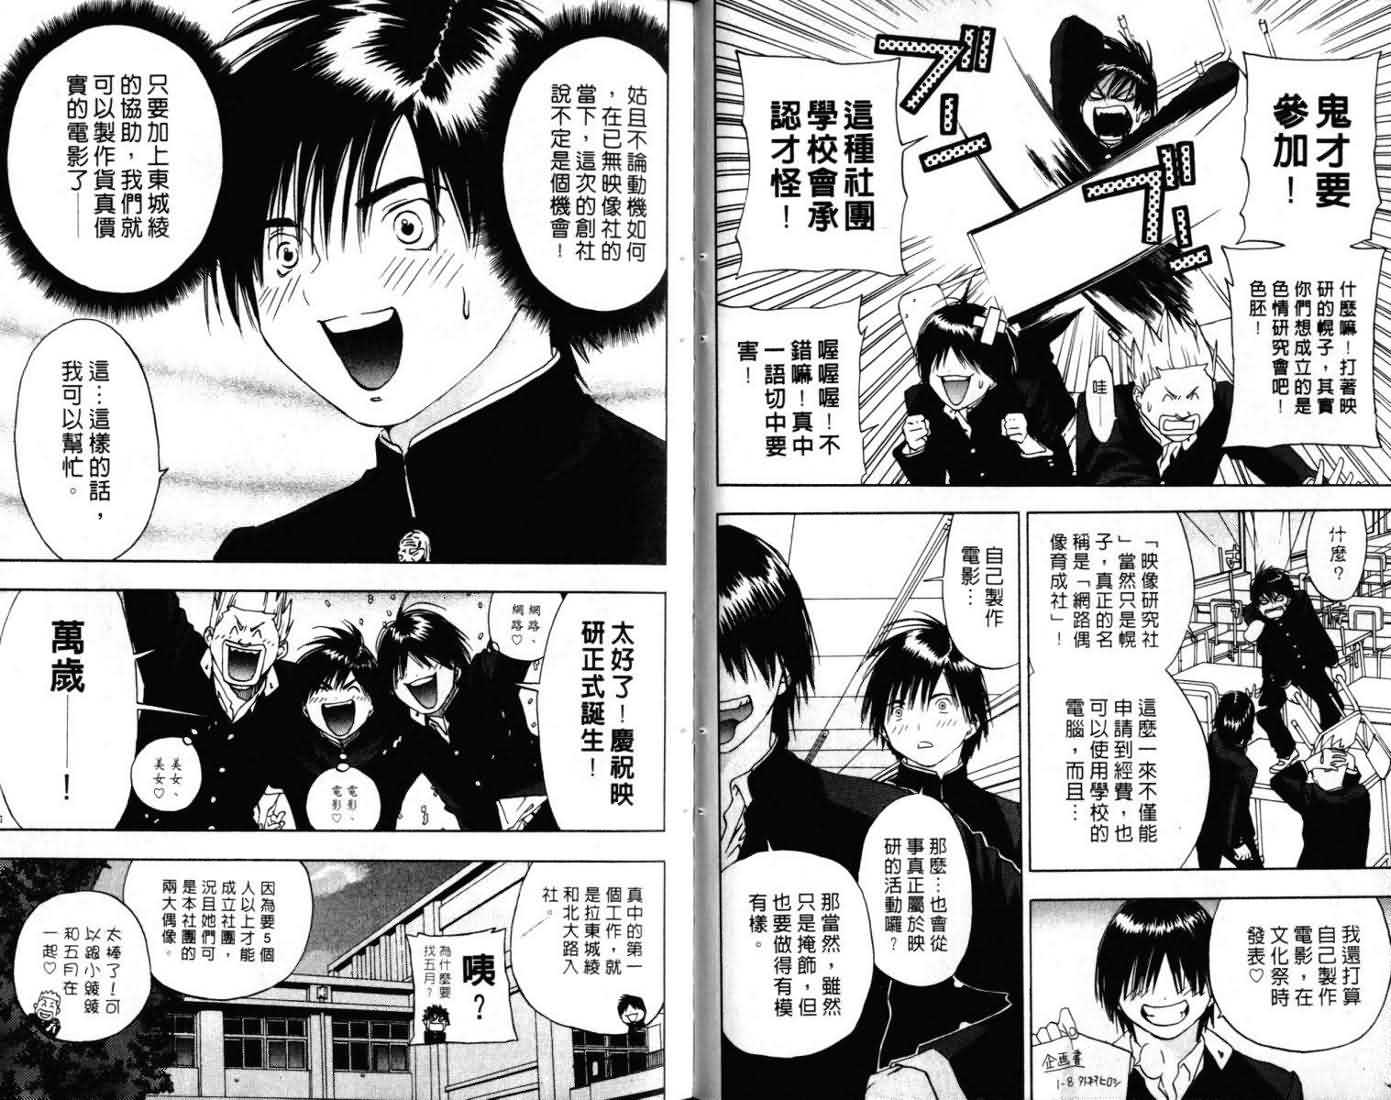 鬼才要
參加！
什麼嘛！打著映
研的幌子，其實
你們想成立的是
色情研究會吧！
色胚！
這種社團
學校會承
認才怪！
ブーンブン
哇
喔喔喔！不
錯嘛！真中
一語切中要
害！
什麼？
「映像研究社
」當然只是幌
子，真正的名
稱是「網路偶
像育成社」！
這麼一來不僅能
申請到經費，也
可以使用學校的
電腦，而且…
自己製作
電影…
我還打算
自己製作
電影，在
文化祭時
發表♡
企画書
那麼…也會從
事真正屬於映
研的活動囉？
那當然，雖然
只是掩飾，但
也要做得有模
有樣。
姑且不論動機如何
，在已無映像社的
當下，這次的創社
說不定是個機會！
只要加上東城綾
的協助，我們就
可以製作貨真價
實的電影了──
這…這樣的話，
我可以幫忙。
太好了！慶祝映
研正式誕生！
網路、
網路♡
電影、
電影♡
美女、
美女♡
萬歲──！
真中的第一
個工作，就
是拉東城綾
和北大路入
社。
咦？
為什麼要
找五月？
因為要5個
人以上才能
成立社團，
況且她們可
是本社團的
兩大偶像。
太棒了！可
以跟小綾綾
和五月在
一起♡